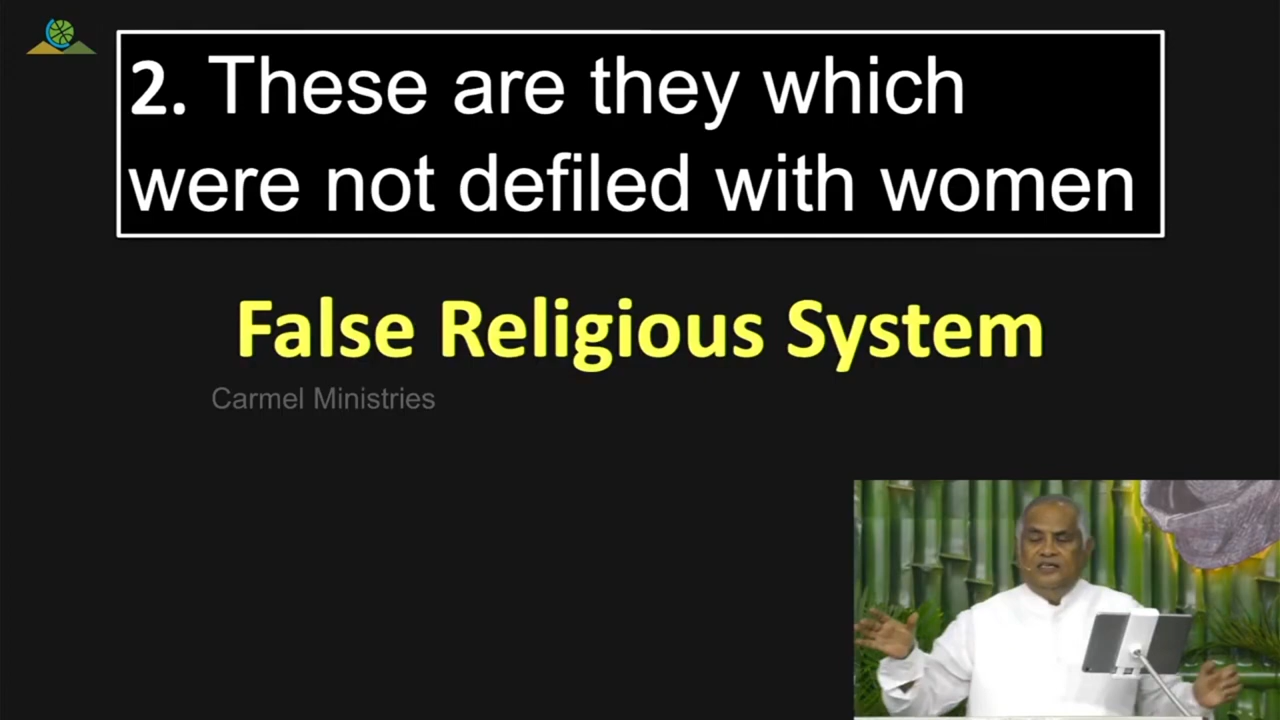 2. These are they which
were not defiled with women
False Religious System
Carmel Ministries